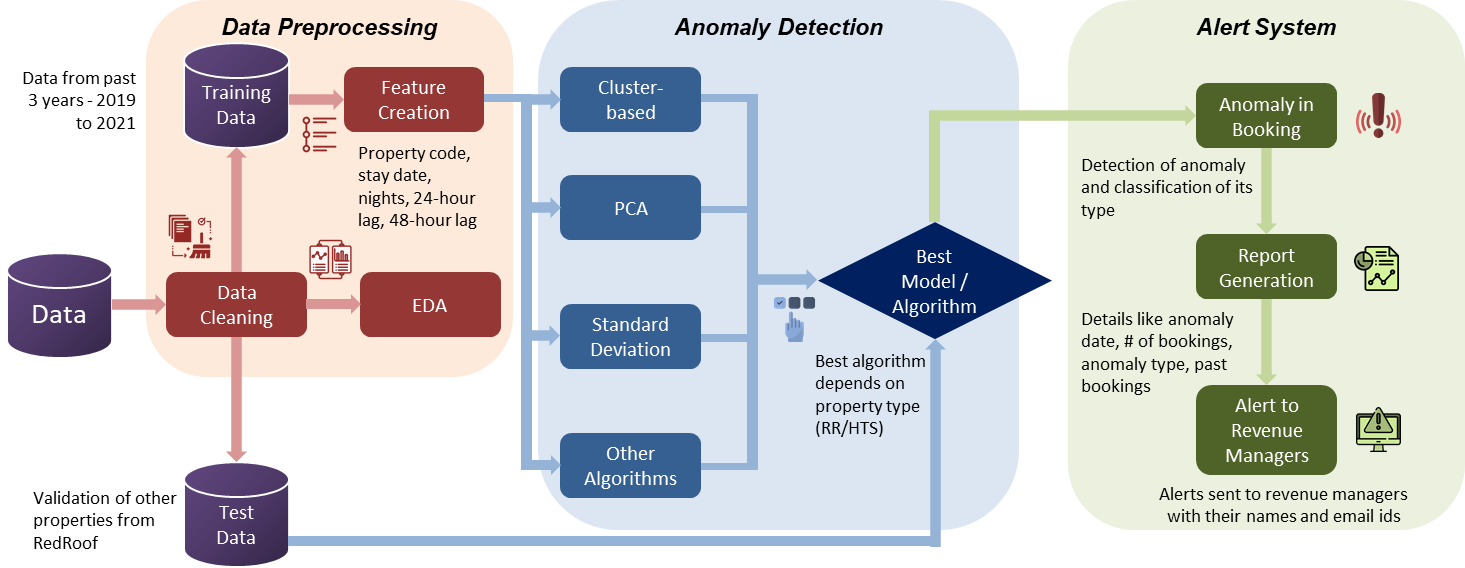 Data Preprocessing
Data from past
3 years - 2019
to 2021
Training
Data
Feature
Creation
Property code,
stay date,
nights, 24-hour
lag, 48-hour lag
Data
Data
Cleaning
EDA
Validation of other
properties from
RedRoof
Test
Data
Anomaly Detection
Cluster-
based
PCA
Standard
Deviation
Other
Algorithms
Best
Model /
Algorithm
Best algorithm
depends on
property type
(RR/HTS)
Alert System
Anomaly in
Booking
Detection of anomaly
and classification of its
type
Report
Generation
Details like anomaly
date, # of bookings,
anomaly type, past
bookings
Alert to
Revenue
Managers
Alerts sent to revenue managers
with their names and email ids